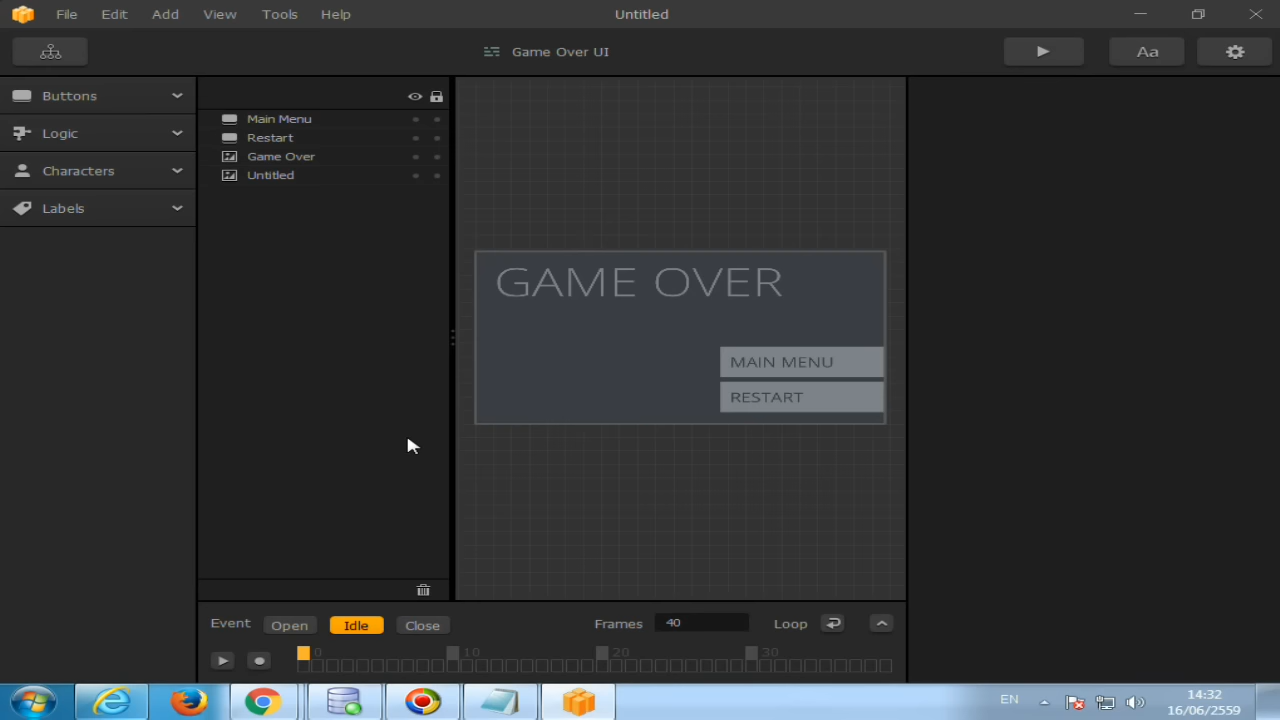 File Edit Add View Tools Help Untitled
Game Over UI Aa
Buttons
Logic
Characters
Labels
Main Menu
Restart
Game Over
Untitled
GAME OVER
MAIN MENU
RESTART
Event Open Idle Close Frames 40 Loop
0 10 20 30
EN 14:32
16/06/2559